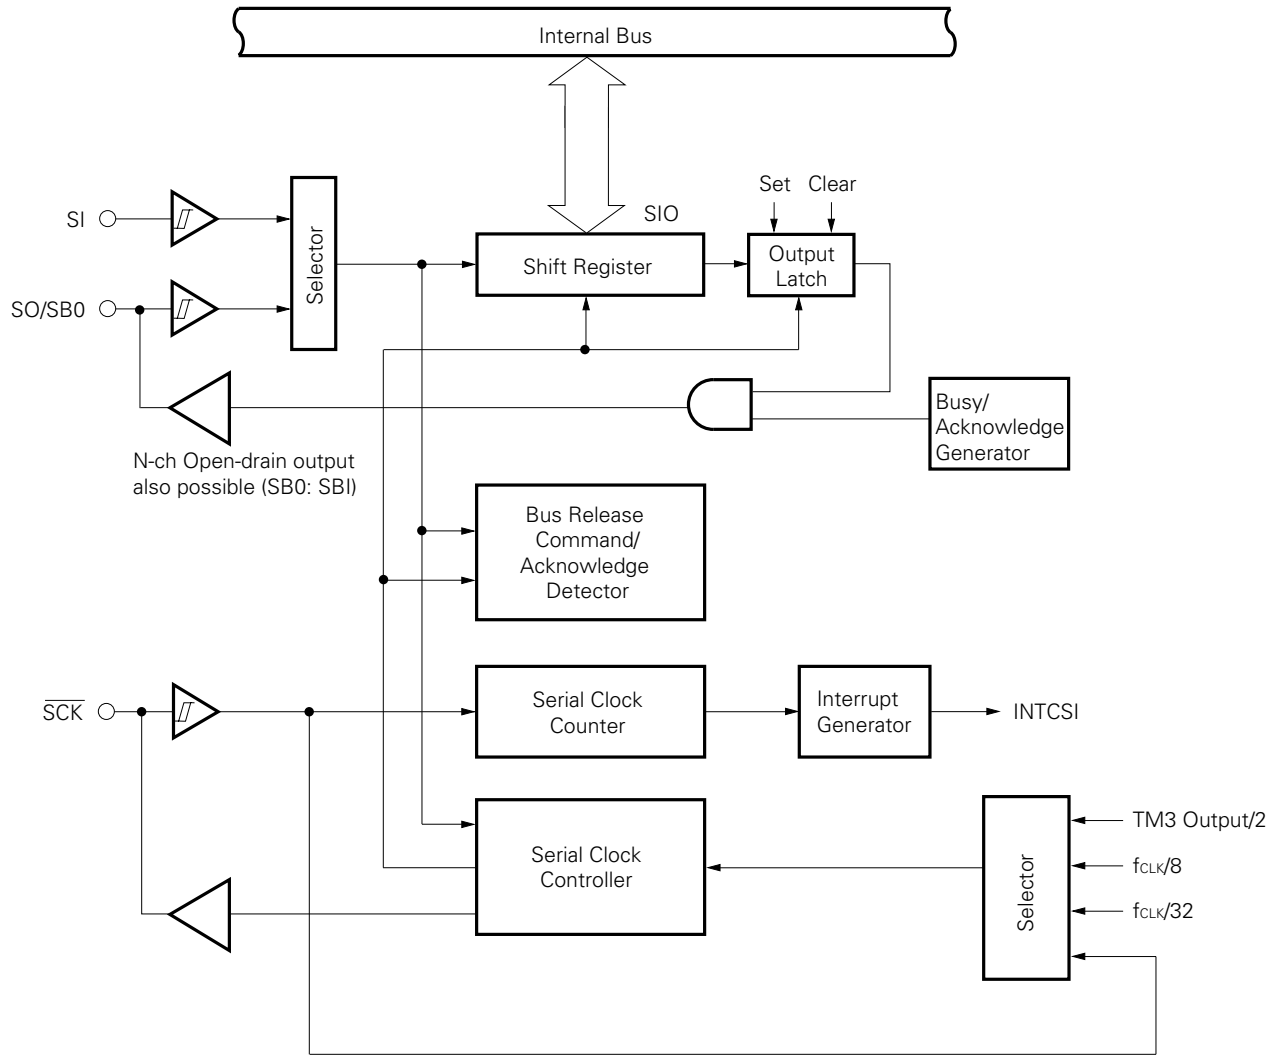 Internal Bus
Set Clear
SI
SIO
Selector
Shift Register
Output
Latch
SO/SB0
Busy/
Acknowledge
Generator
N-ch Open-drain output
also possible (SB0: SBI)
Bus Release
Command/
Acknowledge
Detector
SCK
Serial Clock
Counter
Interrupt
Generator
INTCSI
Serial Clock
Controller
Selector
TM3 Output/2
fCLK/8
fCLK/32